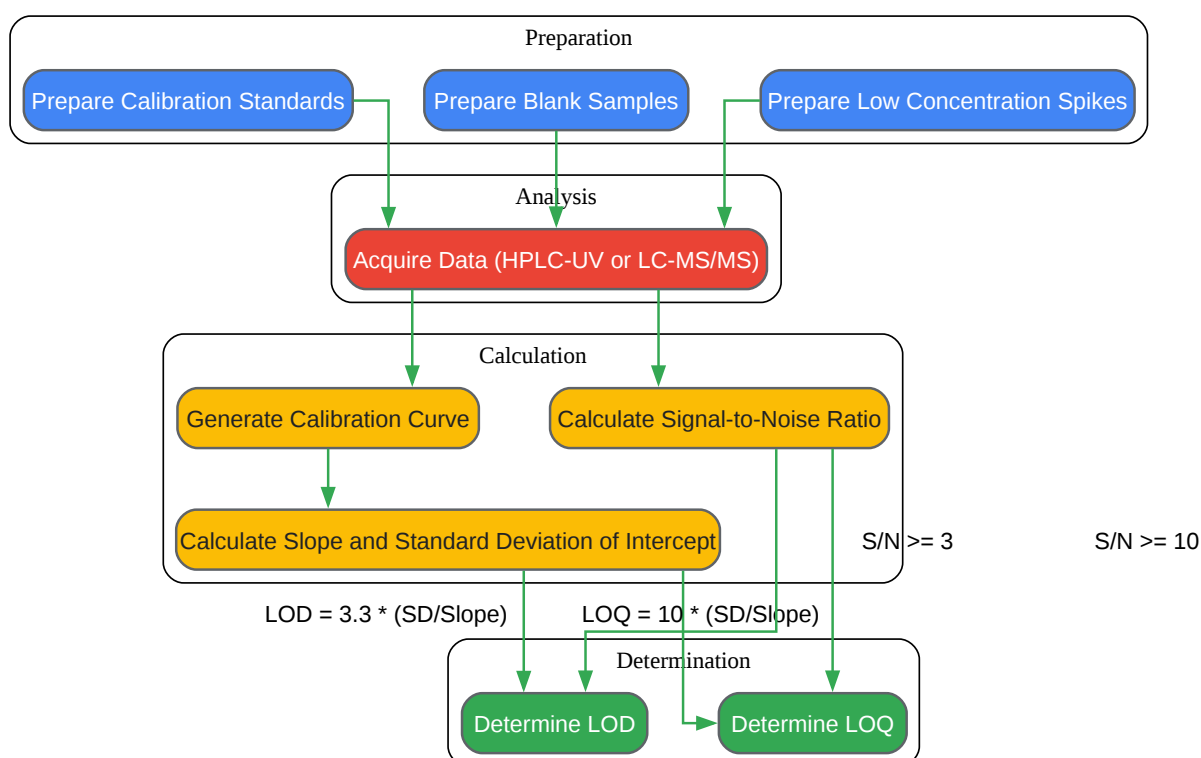 Preparation
Prepare Calibration Standards
Prepare Blank Samples
Prepare Low Concentration Spikes
Analysis
Acquire Data (HPLC-UV or LC-MS/MS)
Calculation
Generate Calibration Curve
Calculate Signal-to-Noise Ratio
Calculate Slope and Standard Deviation of Intercept
S/N >= 3
S/N >= 10
LOD = 3.3 * (SD/Slope)
LOQ = 10 * (SD/Slope)
Determination
Determine LOD
Determine LOQ